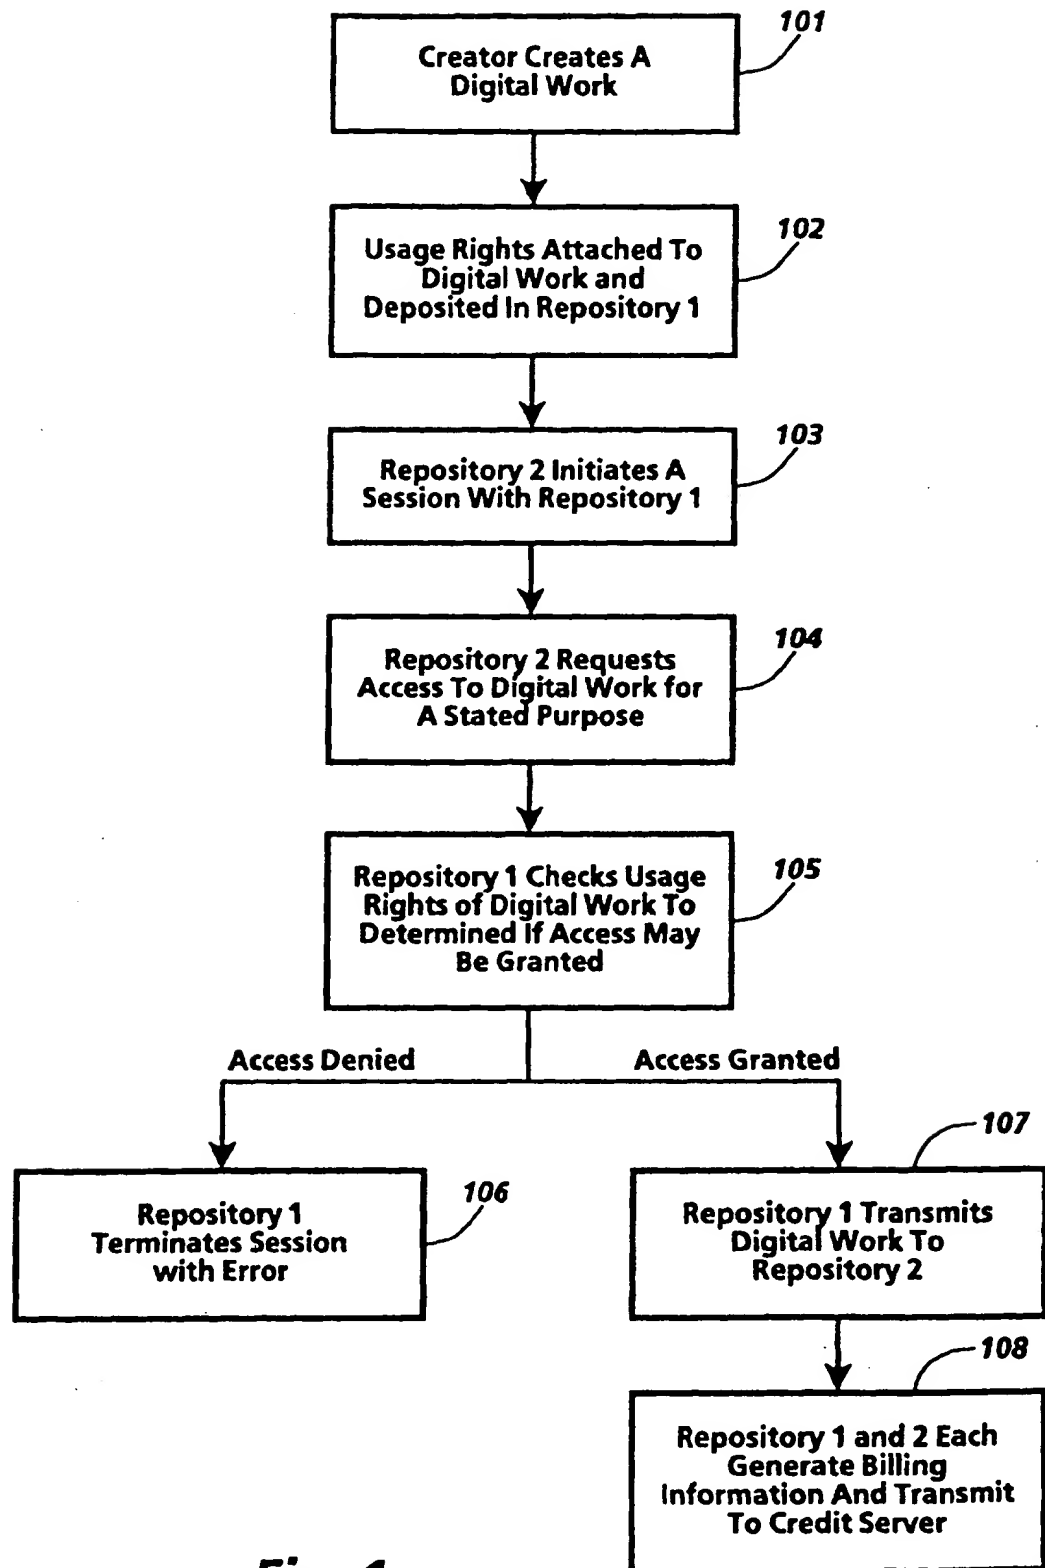 101
Creator Creates A
Digital Work
102
Usage Rights Attached To
Digital Work and
Deposited In Repository 1
103
Repository 2 Initiates A
Session With Repository 1
104
Repository 2 Requests
Access To Digital Work for
A Stated Purpose
105
Repository 1 Checks Usage
Rights of Digital Work To
Determined If Access May
Be Granted
Access Denied
Access Granted
106
Repository 1
Terminates Session
with Error
107
Repository 1 Transmits
Digital Work To
Repository 2
108
Repository 1 and 2 Each
Generate Billing
Information And Transmit
To Credit Server